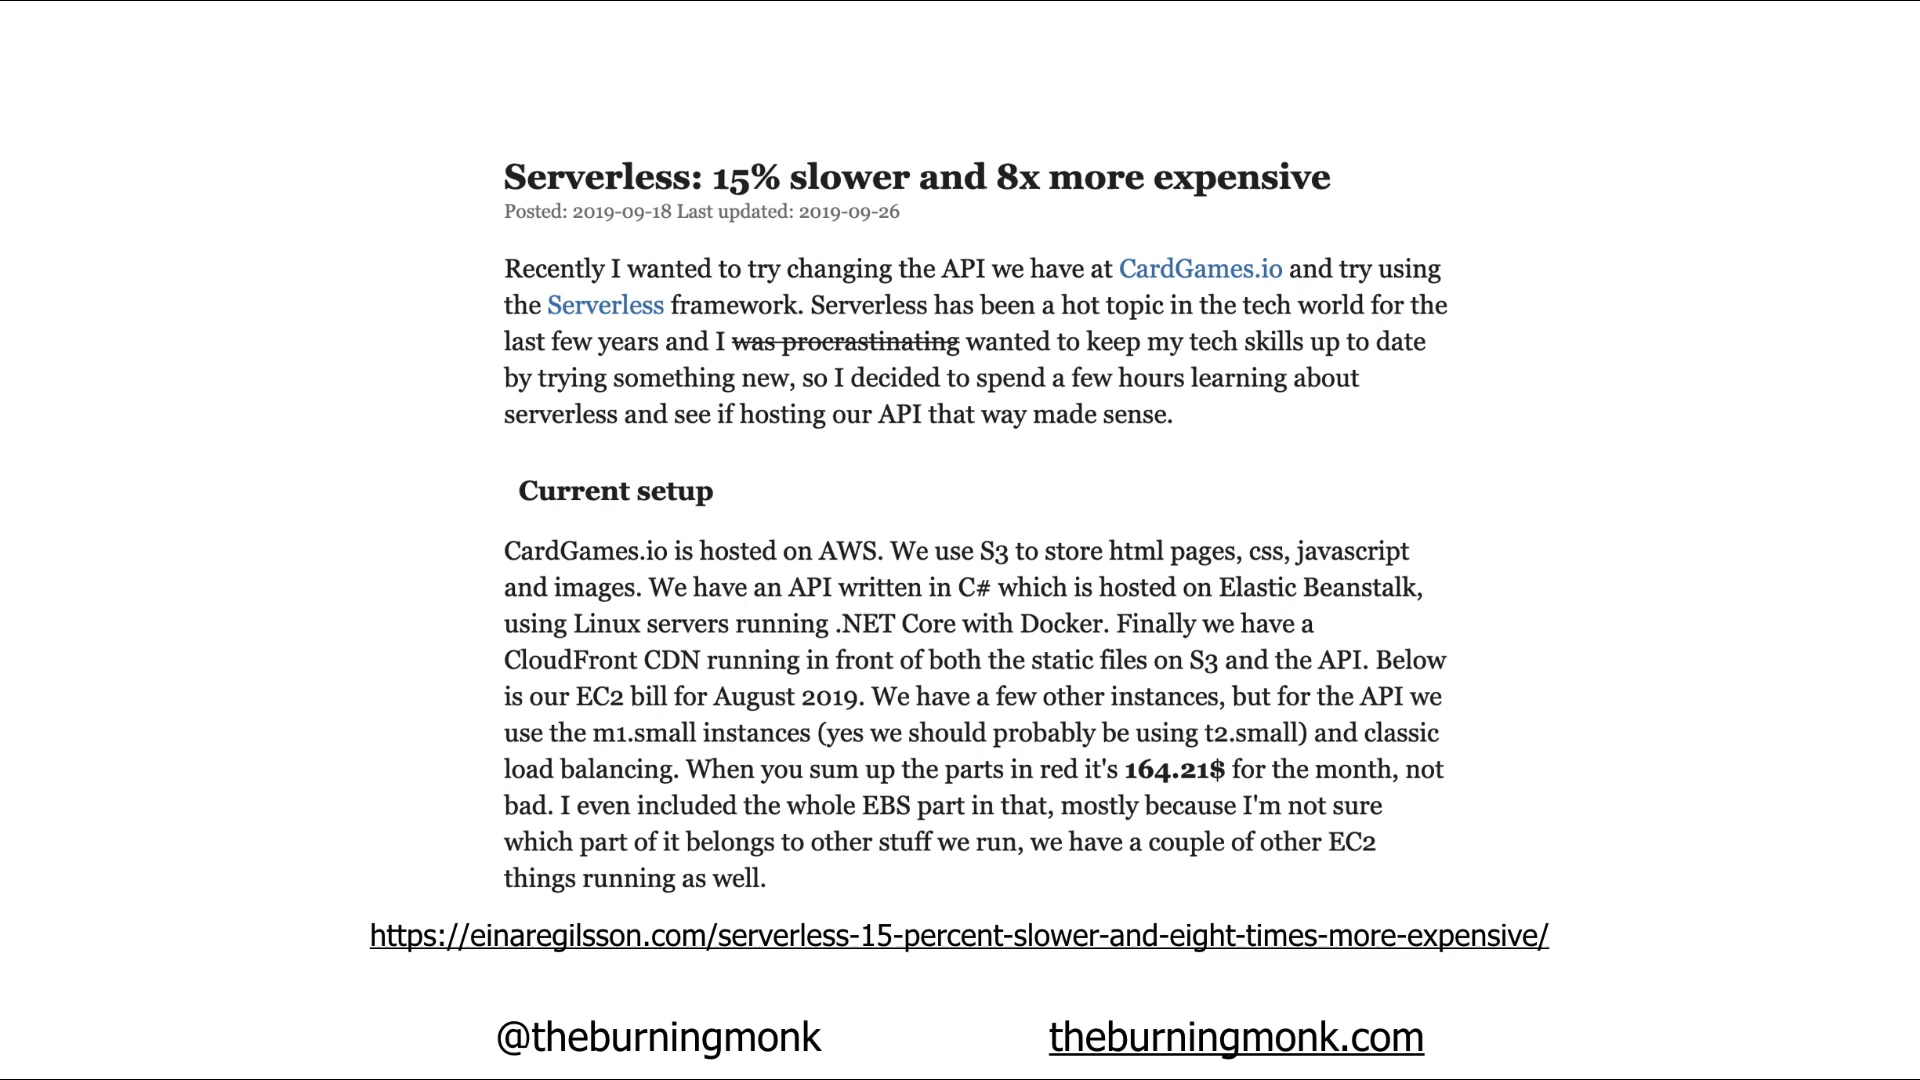 Serverless: 15% slower and 8x more expensive
Posted: 2019-09-18 Last updated: 2019-09-26
Recently I wanted to try changing the API we have at CardGames.io and try using
the Serverless framework. Serverless has been a hot topic in the tech world for the
last few years and I was procrastinating wanted to keep my tech skills up to date
by trying something new, so I decided to spend a few hours learning about
serverless and see if hosting our API that way made sense.
Current setup
CardGames.io is hosted on AWS. We use S3 to store html pages, css, javascript
and images. We have an API written in C# which is hosted on Elastic Beanstalk,
using Linux servers running .NET Core with Docker. Finally we have a
CloudFront CDN running in front of both the static files on S3 and the API. Below
is our EC2 bill for August 2019. We have a few other instances, but for the API we
use the m1.small instances (yes we should probably be using t2.small) and classic
load balancing. When you sum up the parts in red it's 164.21$ for the month, not
bad. I even included the whole EBS part in that, mostly because I'm not sure
which part of it belongs to other stuff we run, we have a couple of other EC2
things running as well.
https://einaregilsson.com/serverless-15-percent-slower-and-eight-times-more-expensive/
@theburningmonk theburningmonk.com